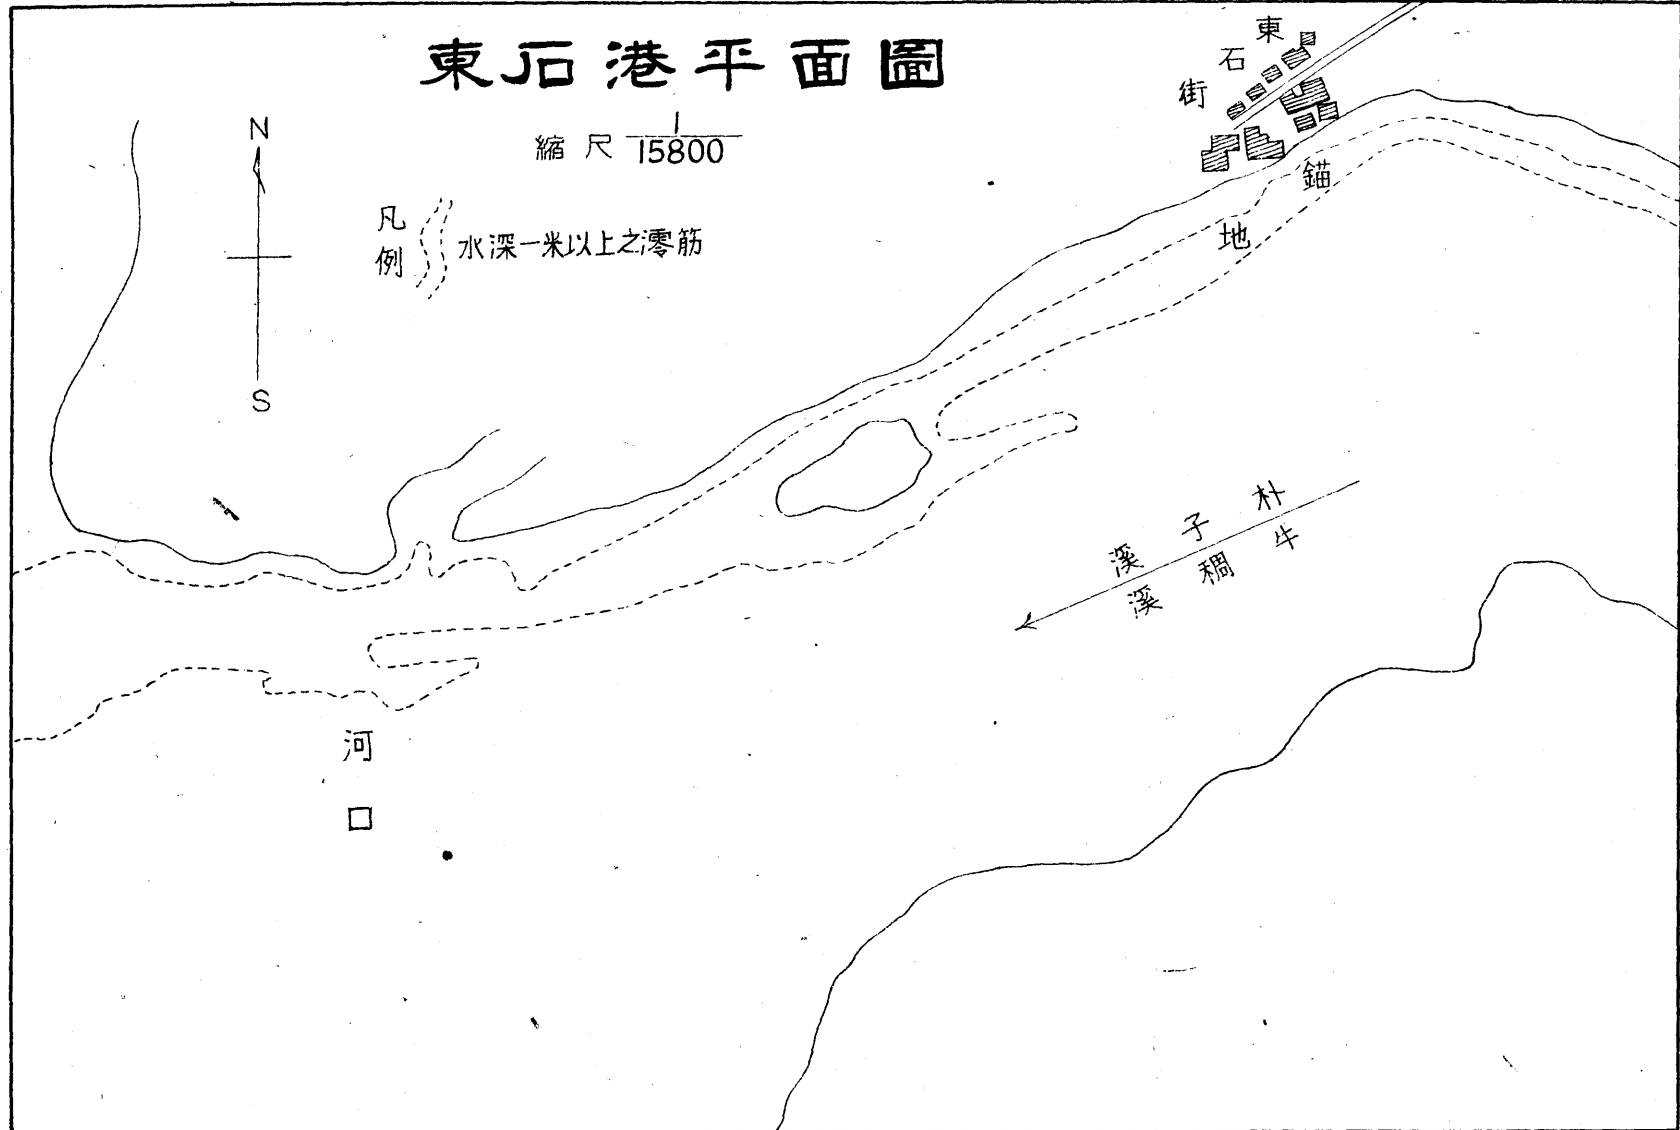 東石港平面圖
縮尺 1/15800
N
S
凡例
水深一米以上之澪筋
東石街
錨地
朴子溪
牛稠溪
河口